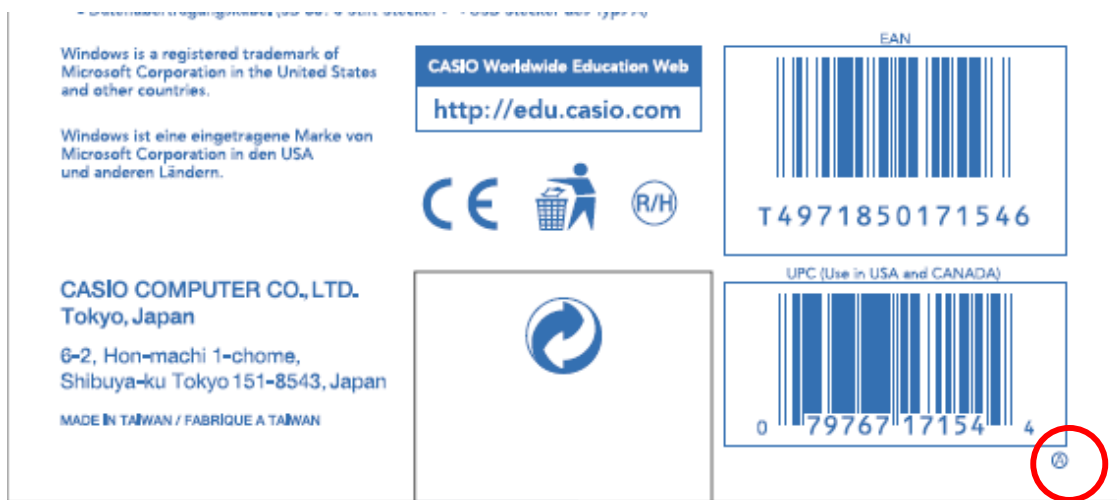 Windows is a registered trademark of
Microsoft Corporation in the United States
and other countries.
Windows ist eine eingetragene Marke von
Microsoft Corporation in den USA
und anderen Ländern.
CASIO Worldwide Education Web
http://edu.casio.com
CE
R/H
EAN
T4971850171546
CASIO COMPUTER CO., LTD.
Tokyo, Japan
6-2, Hon-machi 1-chome,
Shibuya-ku Tokyo 151-8543, Japan
MADE IN TAIWAN / FABRIQUE A TAIWAN
UPC (Use in USA and CANADA)
0 79767 17154 4
A